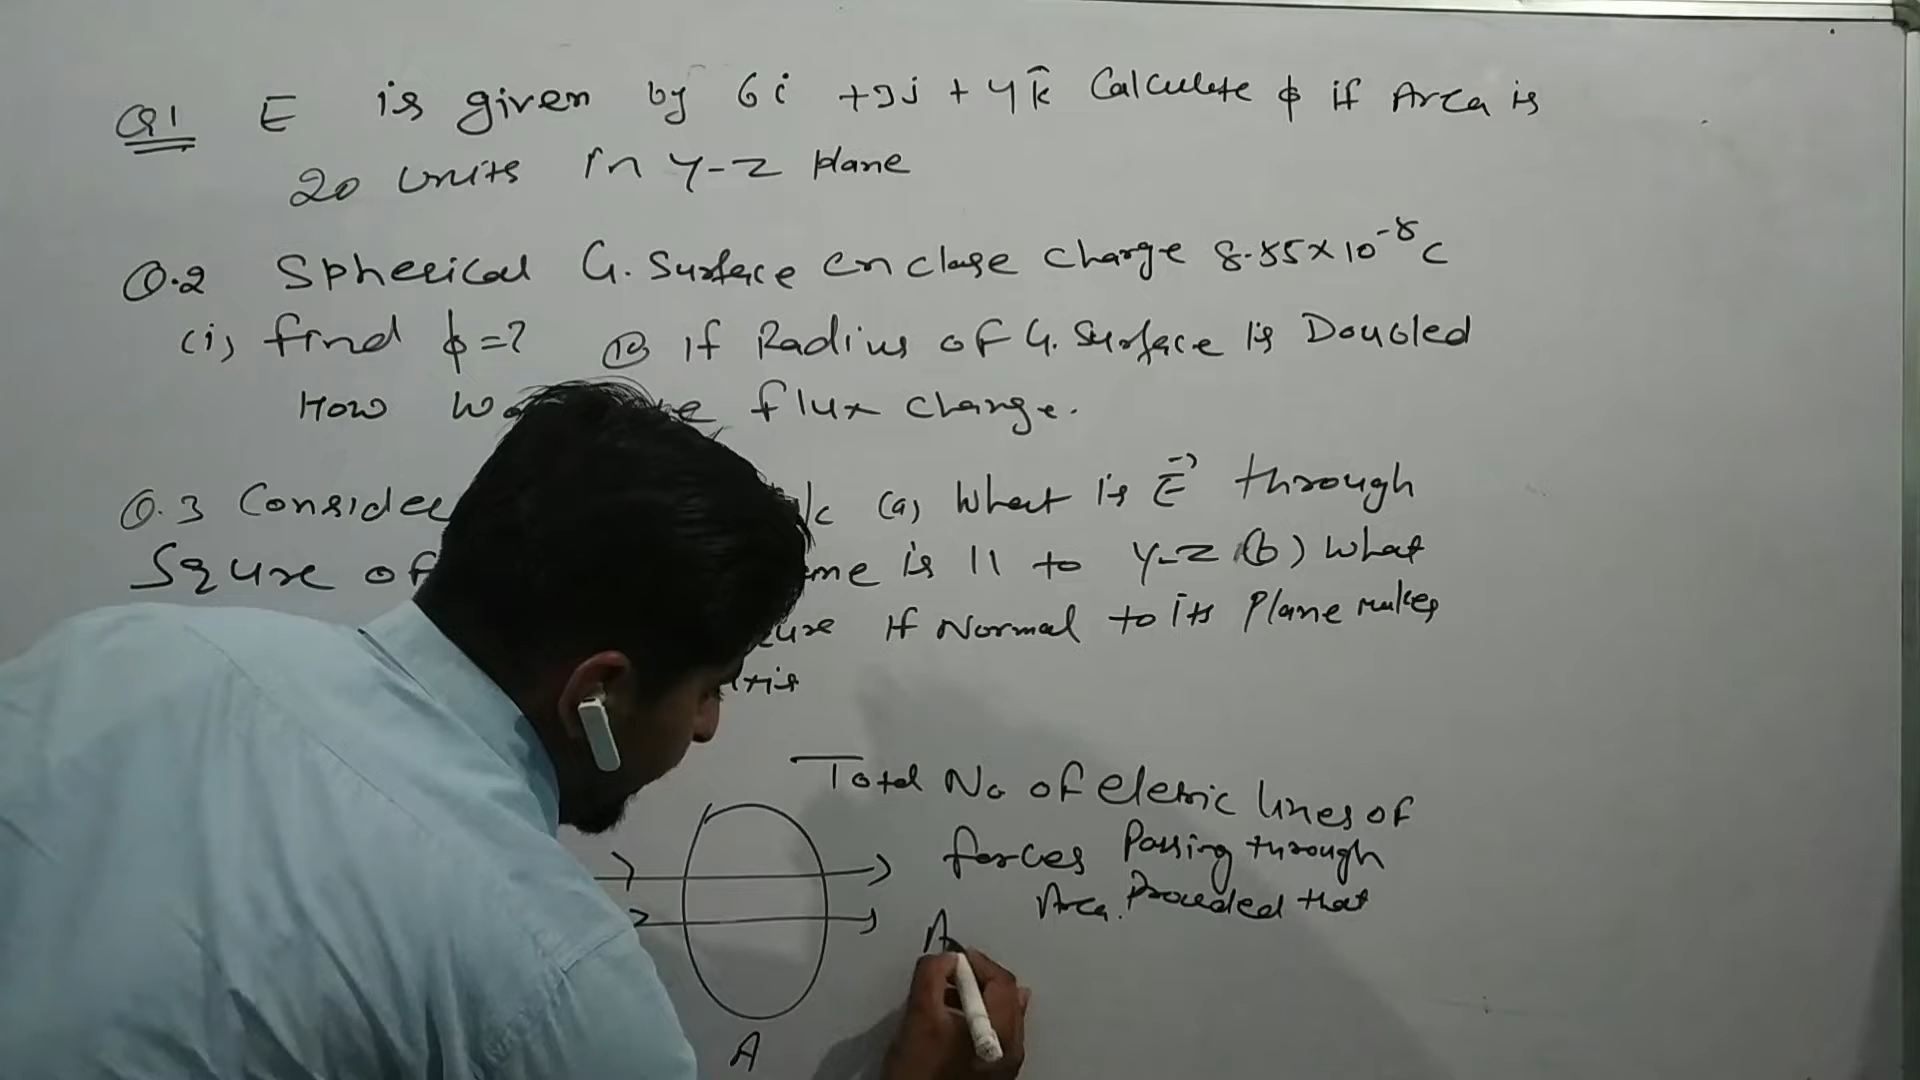 Q1 E is given by 6i + 3j + 4k̂ Calculate ϕ if Area is
20 units in Y-Z plane
Q.2 Spherical G. Surface enclose charge 8.85×10⁻⁸ C
(i) find ϕ=? if Radius of G. Surface is Doubled
How flux change.
Q.3 Consider (a) What is E⃗ through
Squre of is 11 to Y-Z (b) What
if Normal to its Plane makes
Total No of eletric lines of
forces Passing through
Area. Provided that
A
A